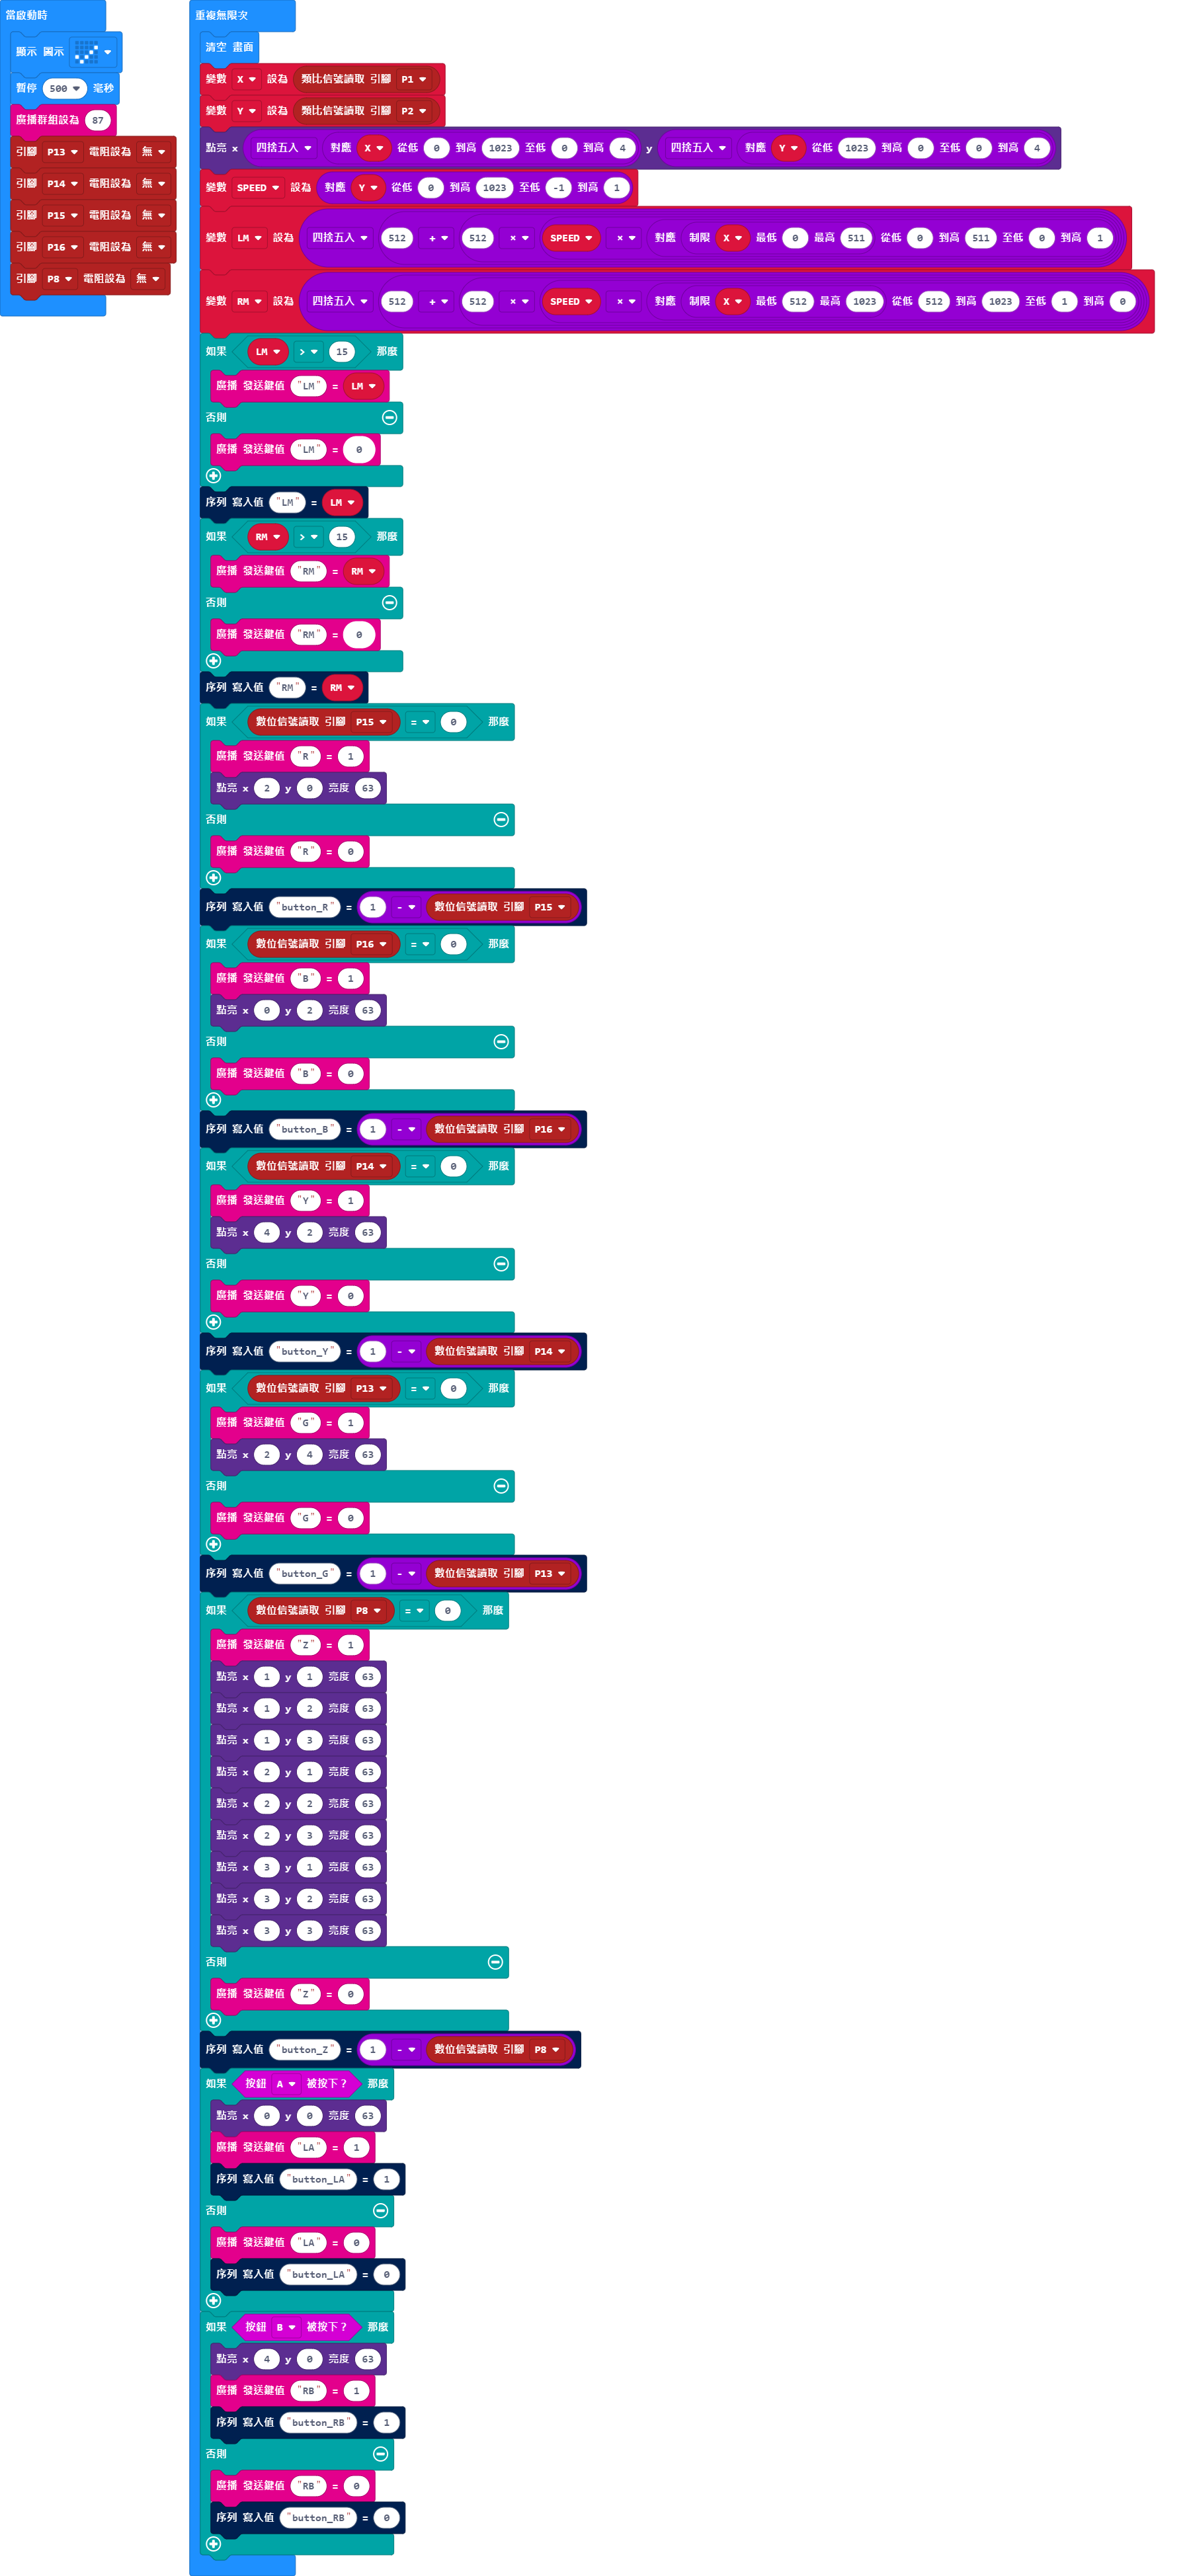 當啟動時
顯示 圖示
暫停 500 毫秒
廣播群組設為 87
引腳 P13 電阻設為 無
引腳 P14 電阻設為 無
引腳 P15 電阻設為 無
引腳 P16 電阻設為 無
引腳 P8 電阻設為 無
重複無限次
清空 畫面
變數 X 設為 類比信號讀取 引腳 P1
變數 Y 設為 類比信號讀取 引腳 P2
點亮 x 四捨五入 對應 X 從低 0 到高 1023 至低 0 到高 4 y 四捨五入 對應 Y 從低 1023 到高 0 至低 0 到高 4
變數 SPEED 設為 對應 Y 從低 0 到高 1023 至低 -1 到高 1
變數 LM 設為 四捨五入 512 + 512 × SPEED × 對應 制限 X 最低 0 最高 511 從低 0 到高 511 至低 0 到高 1
變數 RM 設為 四捨五入 512 + 512 × SPEED × 對應 制限 X 最低 512 最高 1023 從低 512 到高 1023 至低 1 到高 0
如果 LM > 15 那麼
廣播 發送鍵值 "LM" = LM
否則
廣播 發送鍵值 "LM" = 0
序列 寫入值 "LM" = LM
如果 RM > 15 那麼
廣播 發送鍵值 "RM" = RM
否則
廣播 發送鍵值 "RM" = 0
序列 寫入值 "RM" = RM
如果 數位信號讀取 引腳 P15 = 0 那麼
廣播 發送鍵值 "R" = 1
點亮 x 2 y 0 亮度 63
否則
廣播 發送鍵值 "R" = 0
序列 寫入值 "button_R" = 1 - 數位信號讀取 引腳 P15
如果 數位信號讀取 引腳 P16 = 0 那麼
廣播 發送鍵值 "B" = 1
點亮 x 0 y 2 亮度 63
否則
廣播 發送鍵值 "B" = 0
序列 寫入值 "button_B" = 1 - 數位信號讀取 引腳 P16
如果 數位信號讀取 引腳 P14 = 0 那麼
廣播 發送鍵值 "Y" = 1
點亮 x 4 y 2 亮度 63
否則
廣播 發送鍵值 "Y" = 0
序列 寫入值 "button_Y" = 1 - 數位信號讀取 引腳 P14
如果 數位信號讀取 引腳 P13 = 0 那麼
廣播 發送鍵值 "G" = 1
點亮 x 2 y 4 亮度 63
否則
廣播 發送鍵值 "G" = 0
序列 寫入值 "button_G" = 1 - 數位信號讀取 引腳 P13
如果 數位信號讀取 引腳 P8 = 0 那麼
廣播 發送鍵值 "Z" = 1
點亮 x 1 y 1 亮度 63
點亮 x 1 y 2 亮度 63
點亮 x 1 y 3 亮度 63
點亮 x 2 y 1 亮度 63
點亮 x 2 y 2 亮度 63
點亮 x 2 y 3 亮度 63
點亮 x 3 y 1 亮度 63
點亮 x 3 y 2 亮度 63
點亮 x 3 y 3 亮度 63
否則
廣播 發送鍵值 "Z" = 0
序列 寫入值 "button_Z" = 1 - 數位信號讀取 引腳 P8
如果 按鈕 A 被按下？ 那麼
點亮 x 0 y 0 亮度 63
廣播 發送鍵值 "LA" = 1
序列 寫入值 "button_LA" = 1
否則
廣播 發送鍵值 "LA" = 0
序列 寫入值 "button_LA" = 0
如果 按鈕 B 被按下？ 那麼
點亮 x 4 y 0 亮度 63
廣播 發送鍵值 "RB" = 1
序列 寫入值 "button_RB" = 1
否則
廣播 發送鍵值 "RB" = 0
序列 寫入值 "button_RB" = 0